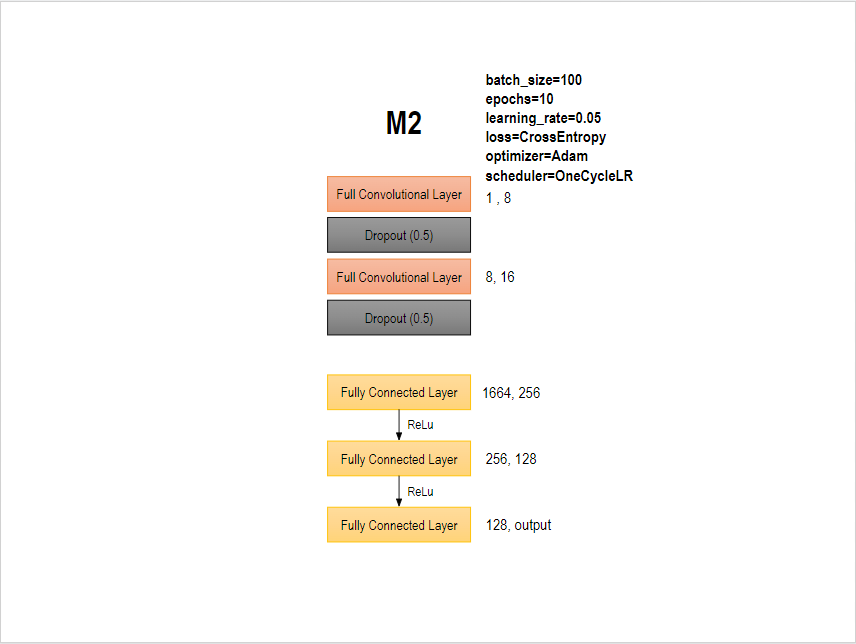 batch_size=100
epochs=10
learning_rate=0.05
loss=CrossEntropy
optimizer=Adam
scheduler=OneCycleLR
M2
Full Convolutional Layer
1 , 8
Dropout (0.5)
Full Convolutional Layer
8, 16
Dropout (0.5)
Fully Connected Layer
1664, 256
ReLu
Fully Connected Layer
256, 128
ReLu
Fully Connected Layer
128, output